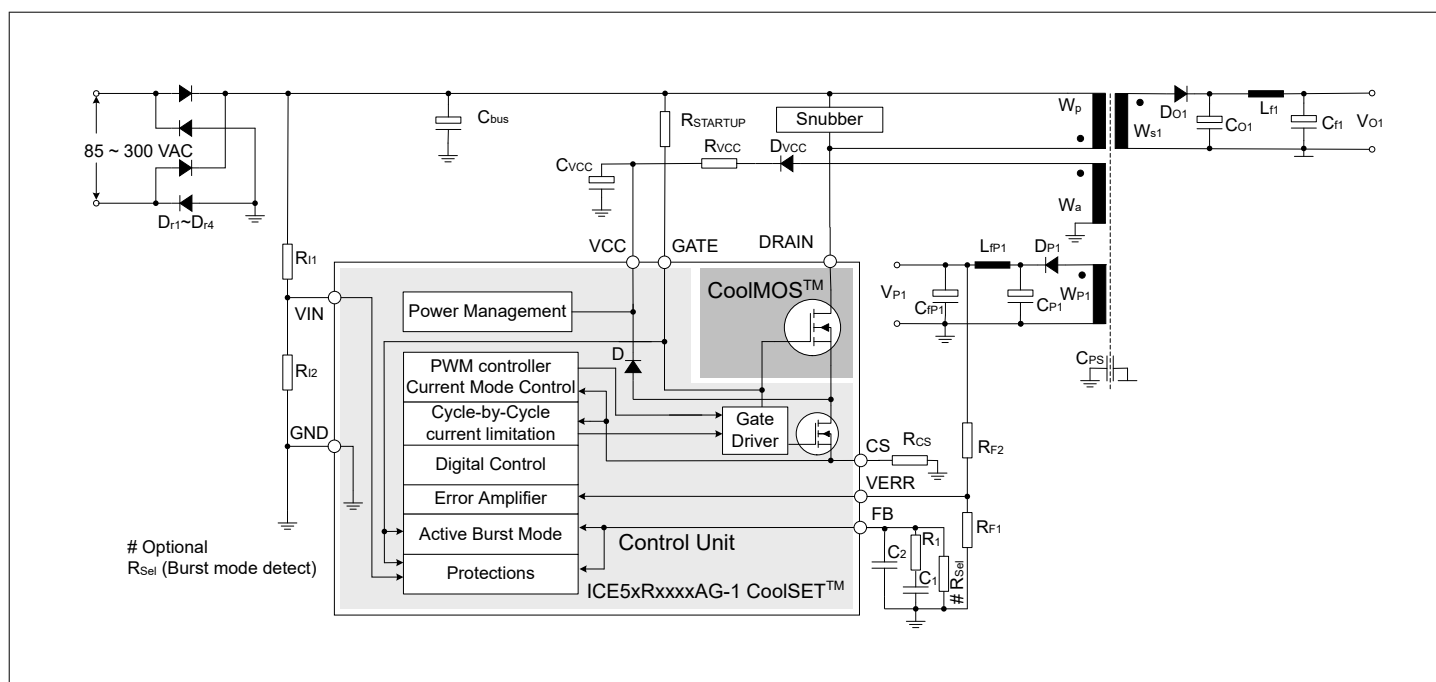 85 ~ 300 VAC
Dr1~Dr4
Cbus
RSTARTUP
Snubber
Wp
Ws1
DO1
CO1
Lf1
Cf1
VO1
RVCC
DVCC
CVCC
Wa
RI1
VCC
GATE
DRAIN
LfP1
DP1
VP1
CfP1
CP1
WP1
VIN
Power Management
CoolMOS™
D
CPS
RI2
PWM controller
Current Mode Control
Cycle-by-Cycle
current limitation
Gate
Driver
GND
CS
RCS
RF2
Digital Control
VERR
Error Amplifier
FB
Active Burst Mode
Control Unit
RF1
C2
R1
C1
# RSel
# Optional
RSel (Burst mode detect)
Protections
ICE5xRxxxxAG-1 CoolSET™